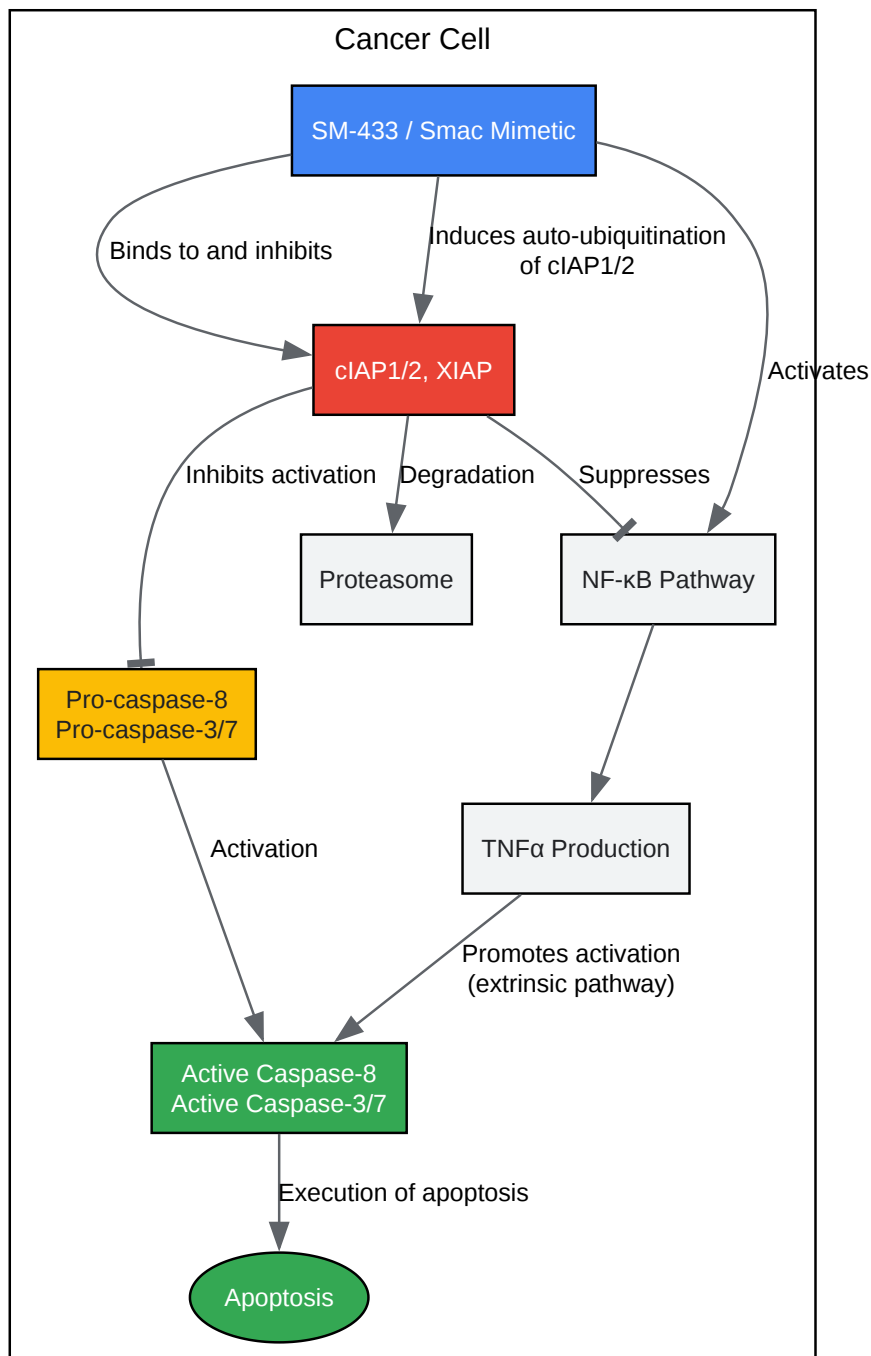 Cancer Cell
SM-433 / Smac Mimetic
Binds to and inhibits
Induces auto-ubiquitination
of cIAP1/2
cIAP1/2, XIAP
Activates
Inhibits activation
Degradation
Suppresses
Proteasome
NF-κB Pathway
Pro-caspase-8
Pro-caspase-3/7
Activation
TNFα Production
Promotes activation
(extrinsic pathway)
Active Caspase-8
Active Caspase-3/7
Execution of apoptosis
Apoptosis